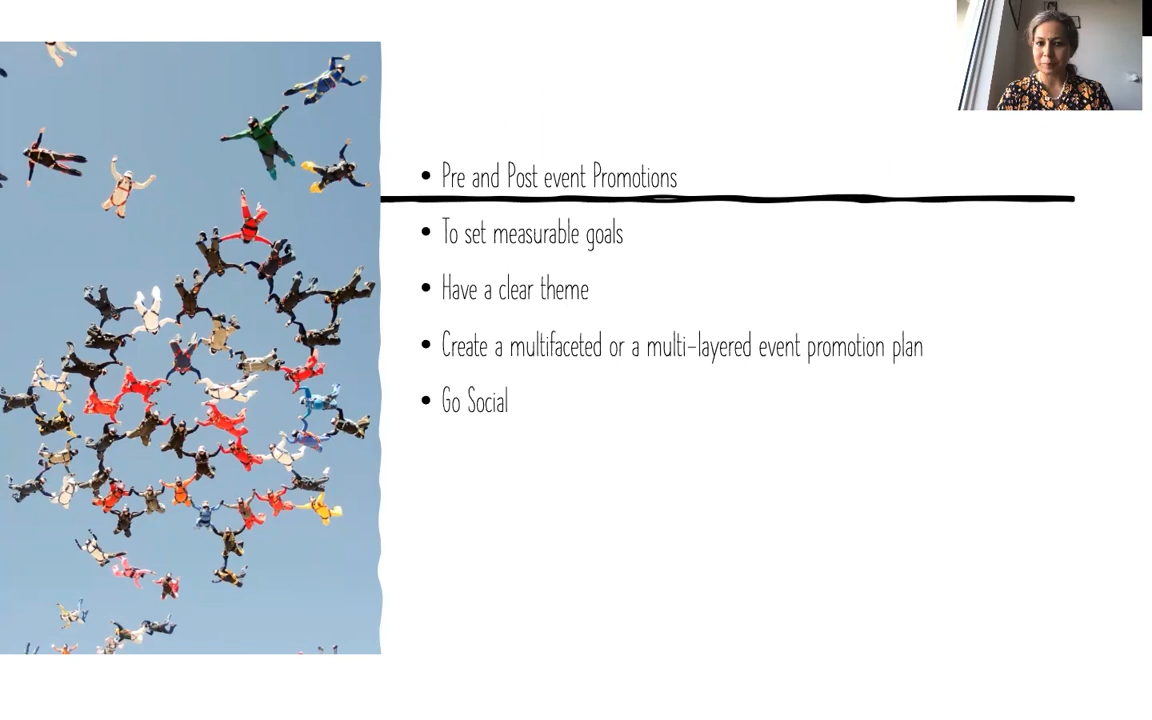 • Pre and Post event Promotions
• To set measurable goals
• Have a clear theme
• Create a multifaceted or a multi-layered event promotion plan
• Go Social